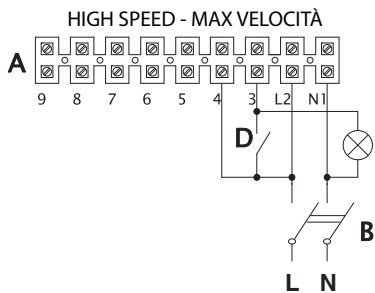 HIGH SPEED - MAX VELOCITÀ
A
9 8 7 6 5 4 3 L2 N1
D
B
L N